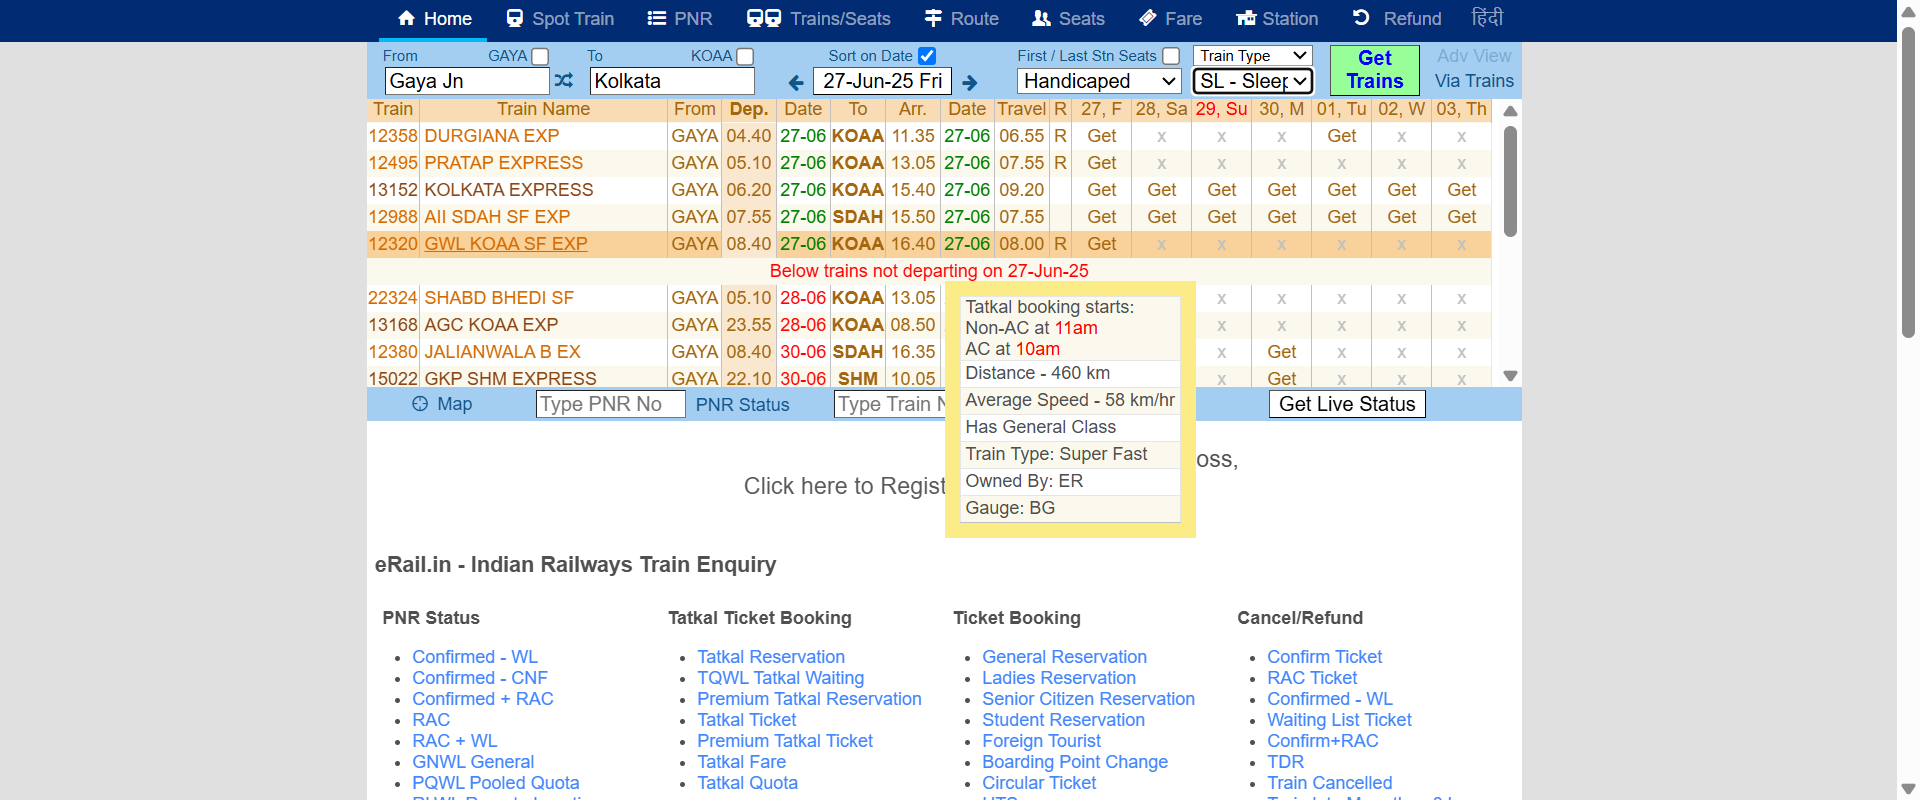 Home Spot Train PNR Trains/Seats Route Seats Fare Station Refund हिंदी
From GAYA To KOAA Sort on Date First / Last Stn Seats Train Type Get Trains Adv View
Gaya Jn Kolkata 27-Jun-25 Fri Handicaped SL - Sleep Via Trains
Train Train Name From Dep. Date To Arr. Date Travel R 27, F 28, Sa 29, Su 30, M 01, Tu 02, W 03, Th
12358 DURGIANA EXP GAYA 04.40 27-06 KOAA 11.35 27-06 06.55 R Get x x x Get x x
12495 PRATAP EXPRESS GAYA 05.10 27-06 KOAA 13.05 27-06 07.55 R Get x x x x x x
13152 KOLKATA EXPRESS GAYA 06.20 27-06 KOAA 15.40 27-06 09.20 Get Get Get Get Get Get Get
12988 AII SDAH SF EXP GAYA 07.55 27-06 SDAH 15.50 27-06 07.55 Get Get Get Get Get Get Get
12320 GWL KOAA SF EXP GAYA 08.40 27-06 KOAA 16.40 27-06 08.00 R Get x x x x x x
Below trains not departing on 27-Jun-25
22324 SHABD BHEDI SF GAYA 05.10 28-06 KOAA 13.05 x x x x x
13168 AGC KOAA EXP GAYA 23.55 28-06 KOAA 08.50 x x x x x
12380 JALIANWALA B EX GAYA 08.40 30-06 SDAH 16.35 x Get x x x
15022 GKP SHM EXPRESS GAYA 22.10 30-06 SHM 10.05 x Get x x x
Tatkal booking starts:
Non-AC at 11am
AC at 10am
Distance - 460 km
Average Speed - 58 km/hr
Has General Class
Train Type: Super Fast
Owned By: ER
Gauge: BG
Map Type PNR No PNR Status Type Train Get Live Status
oss,
Click here to Regist
eRail.in - Indian Railways Train Enquiry
PNR Status
Confirmed - WL
Confirmed - CNF
Confirmed + RAC
RAC
RAC + WL
GNWL General
PQWL Pooled Quota
Tatkal Ticket Booking
Tatkal Reservation
TQWL Tatkal Waiting
Premium Tatkal Reservation
Tatkal Ticket
Premium Tatkal Ticket
Tatkal Fare
Tatkal Quota
Ticket Booking
General Reservation
Ladies Reservation
Senior Citizen Reservation
Student Reservation
Foreign Tourist
Boarding Point Change
Circular Ticket
Cancel/Refund
Confirm Ticket
RAC Ticket
Confirmed - WL
Waiting List Ticket
Confirm+RAC
TDR
Train Cancelled